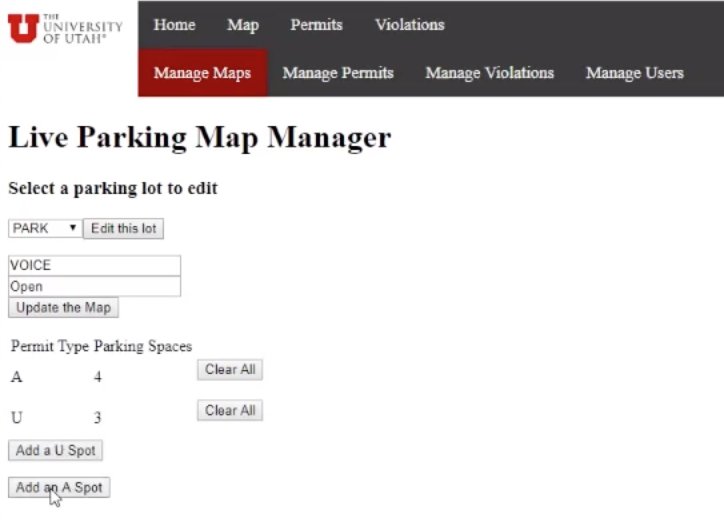 THE
UNIVERSITY
OF UTAH®
Home Map Permits Violations
Manage Maps Manage Permits Manage Violations Manage Users
Live Parking Map Manager
Select a parking lot to edit
PARK Edit this lot
VOICE
Open
Update the Map
Permit Type Parking Spaces
A 4 Clear All
U 3 Clear All
Add a U Spot
Add an A Spot